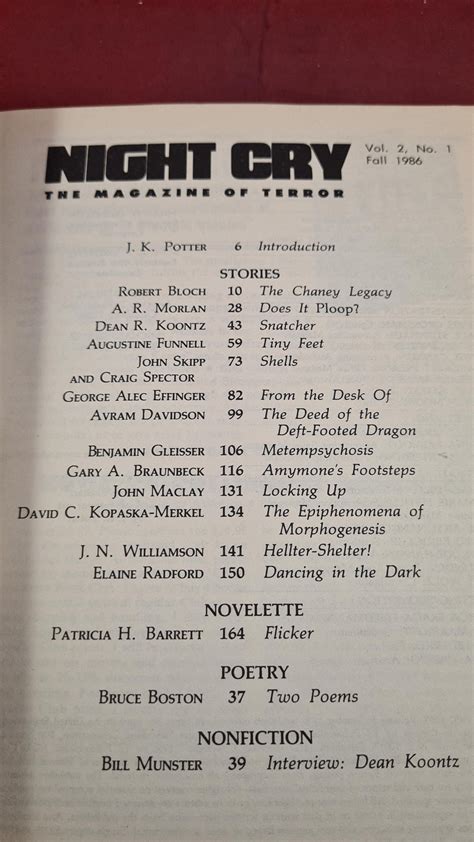 NIGHT CRY
Vol. 2, No. 1
Fall 1986
THE MAGAZINE OF TERROR
J. K. POTTER 6 Introduction
STORIES
ROBERT BLOCH 10 The Chaney Legacy
A. R. MORLAN 28 Does It Ploop?
DEAN R. KOONTZ 43 Snatcher
AUGUSTINE FUNNELL 59 Tiny Feet
JOHN SKIPP 73 Shells
AND CRAIG SPECTOR
GEORGE ALEC EFFINGER 82 From the Desk Of
AVRAM DAVIDSON 99 The Deed of the
Deft-Footed Dragon
BENJAMIN GLEISSER 106 Metempsychosis
GARY A. BRAUNBECK 116 Amymone's Footsteps
JOHN MACLAY 131 Locking Up
DAVID C. KOPASKA-MERKEL 134 The Epiphenomena of
Morphogenesis
J. N. WILLIAMSON 141 Hellter-Shelter!
ELAINE RADFORD 150 Dancing in the Dark
NOVELETTE
PATRICIA H. BARRETT 164 Flicker
POETRY
BRUCE BOSTON 37 Two Poems
NONFICTION
BILL MUNSTER 39 Interview: Dean Koontz